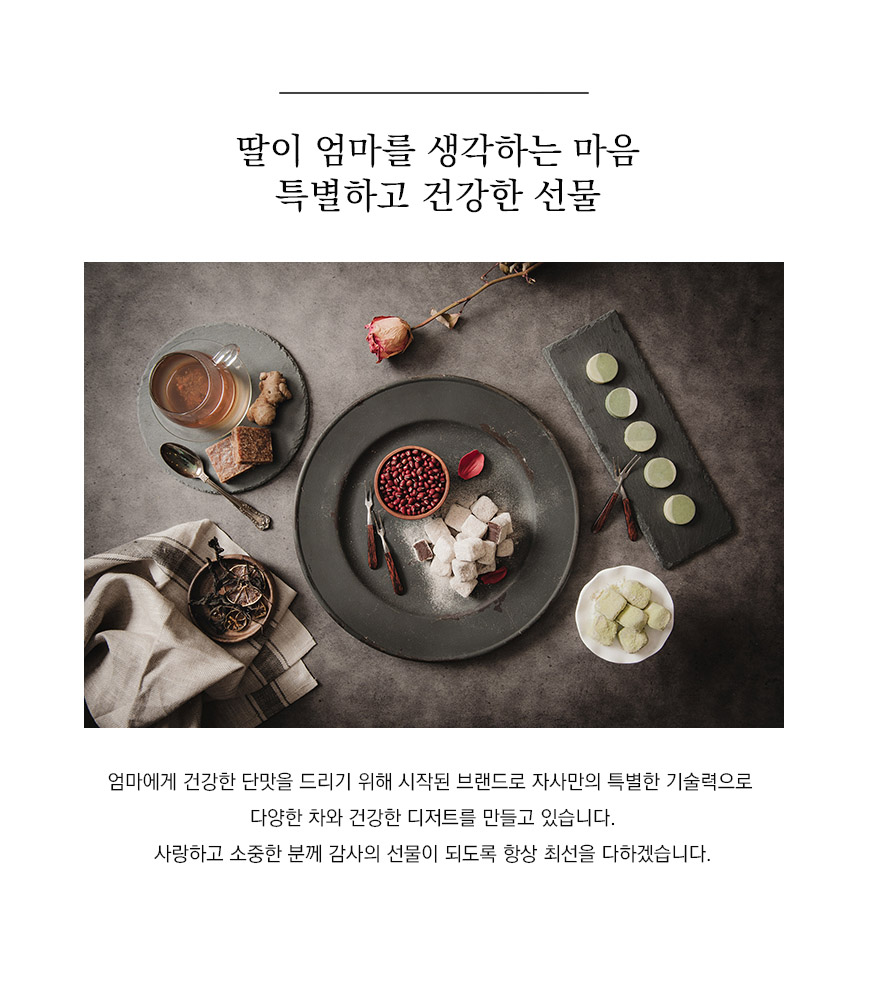 딸이 엄마를 생각하는 마음
특별하고 건강한 선물
엄마에게 건강한 단맛을 드리기 위해 시작된 브랜드로 자사만의 특별한 기술력으로
다양한 차와 건강한 디저트를 만들고 있습니다.
사랑하고 소중한 분께 감사의 선물이 되도록 항상 최선을 다하겠습니다.